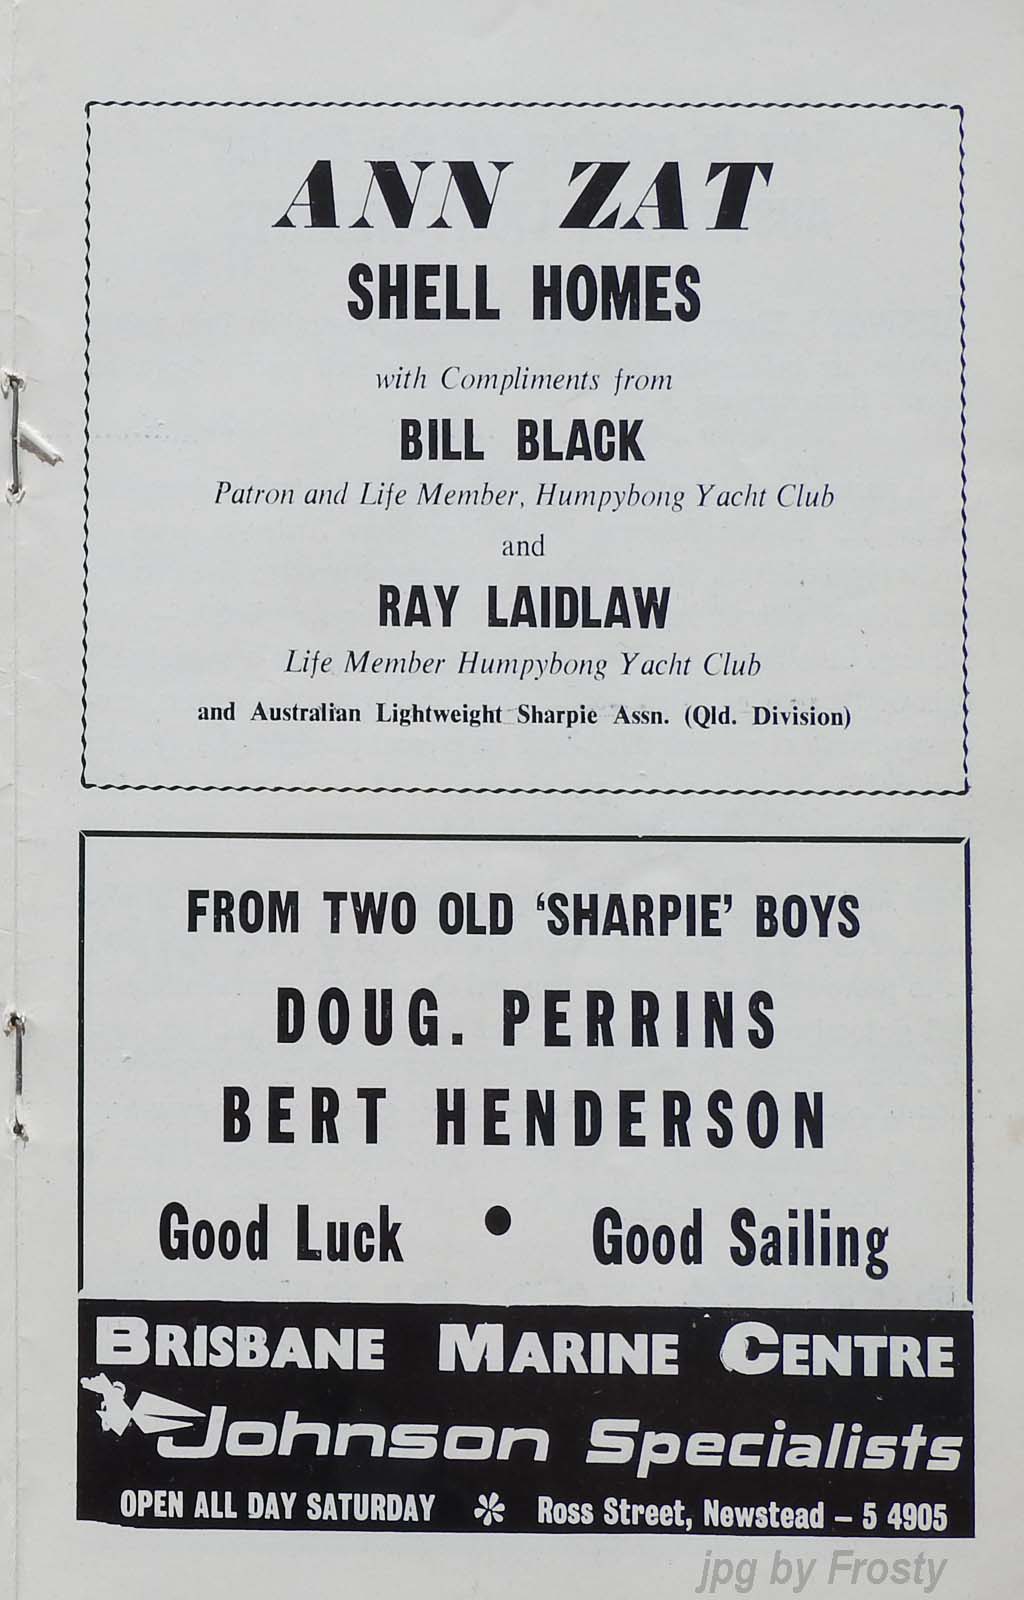 ANN ZAT
SHELL HOMES
with Compliments from
BILL BLACK
Patron and Life Member, Humpybong Yacht Club
and
RAY LAIDLAW
Life Member Humpybong Yacht Club
and Australian Lightweight Sharpie Assn. (Qld. Division)
FROM TWO OLD ‘SHARPIE’ BOYS
DOUG. PERRINS
BERT HENDERSON
Good Luck • Good Sailing
BRISBANE MARINE CENTRE
Johnson Specialists
OPEN ALL DAY SATURDAY ✻ Ross Street, Newstead – 5 4905
jpg by Frosty